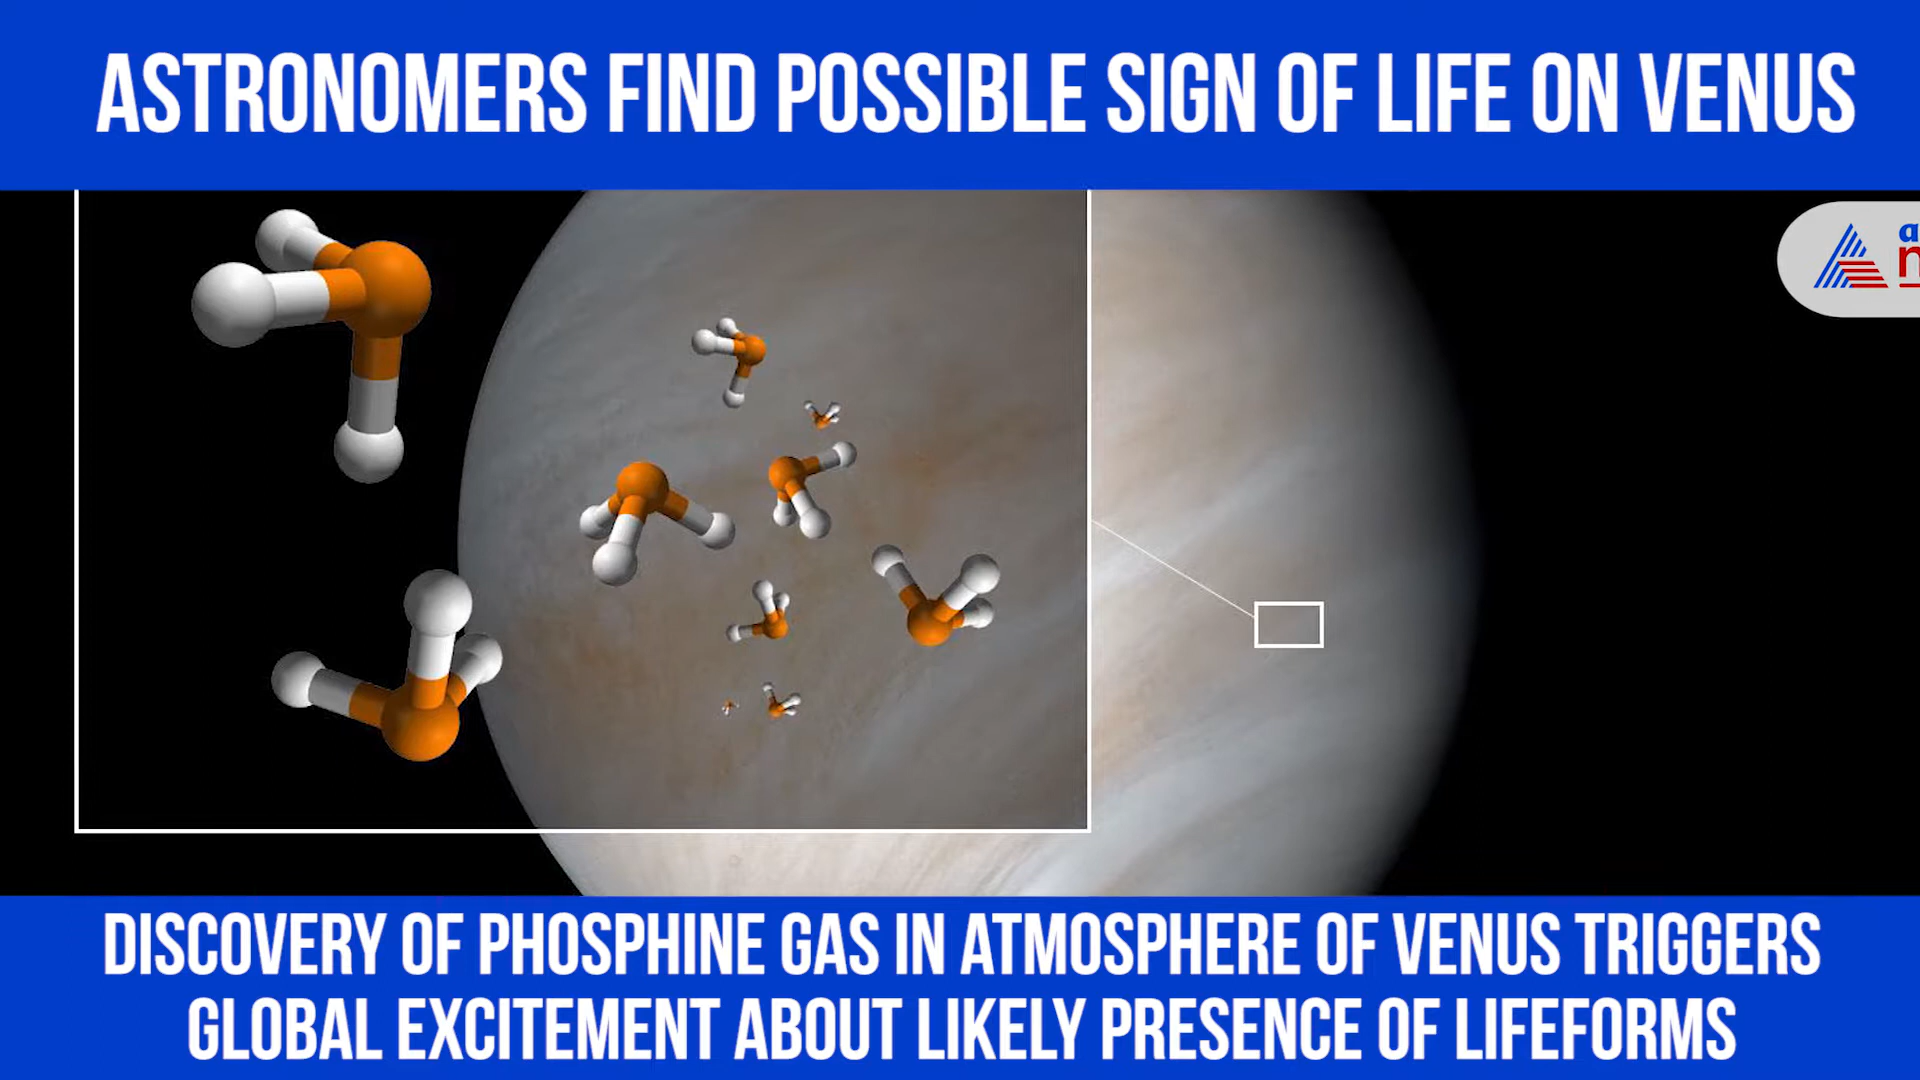 ASTRONOMERS FIND POSSIBLE SIGN OF LIFE ON VENUS
DISCOVERY OF PHOSPHINE GAS IN ATMOSPHERE OF VENUS TRIGGERS
GLOBAL EXCITEMENT ABOUT LIKELY PRESENCE OF LIFEFORMS